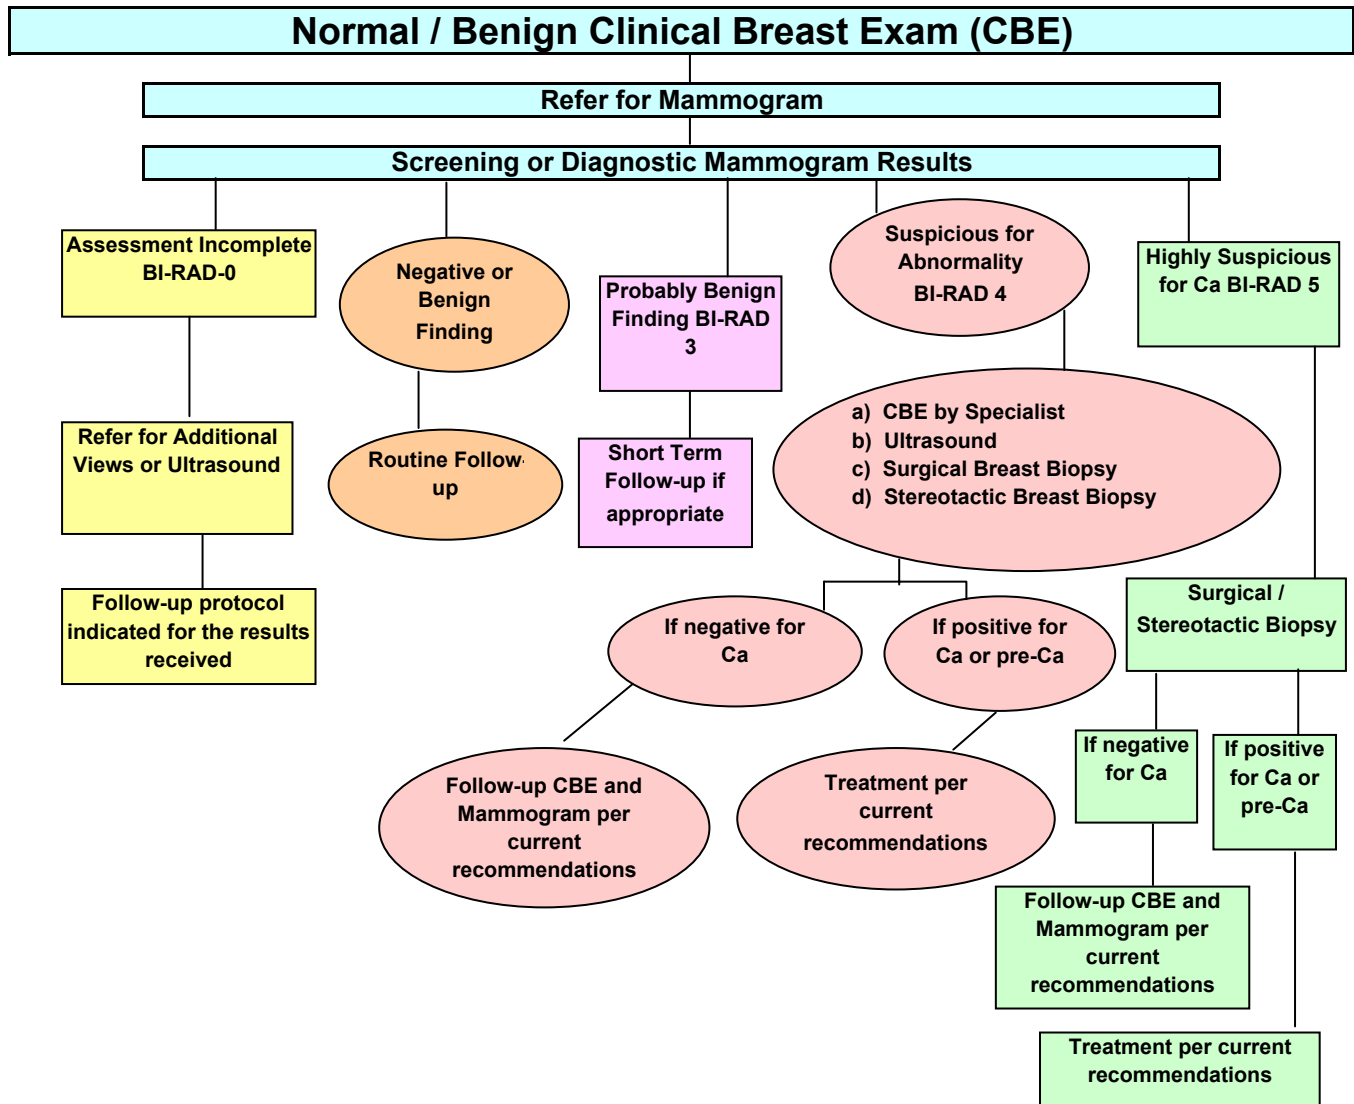 Normal / Benign Clinical Breast Exam (CBE)
Refer for Mammogram
Screening or Diagnostic Mammogram Results
Assessment Incomplete
BI-RAD-0
Refer for Additional
Views or Ultrasound
Follow-up protocol
indicated for the results
received
Negative or
Benign
Finding
Routine Follow-
up
Probably Benign
Finding BI-RAD
3
Short Term
Follow-up if
appropriate
Suspicious for
Abnormality
BI-RAD 4
a) CBE by Specialist
b) Ultrasound
c) Surgical Breast Biopsy
d) Stereotactic Breast Biopsy
If negative for
Ca
If positive for
Ca or pre-Ca
Follow-up CBE and
Mammogram per
current
recommendations
Treatment per
current
recommendations
Highly Suspicious
for Ca BI-RAD 5
Surgical /
Stereotactic Biopsy
If negative
for Ca
If positive
for Ca or
pre-Ca
Follow-up CBE and
Mammogram per
current
recommendations
Treatment per current
recommendations